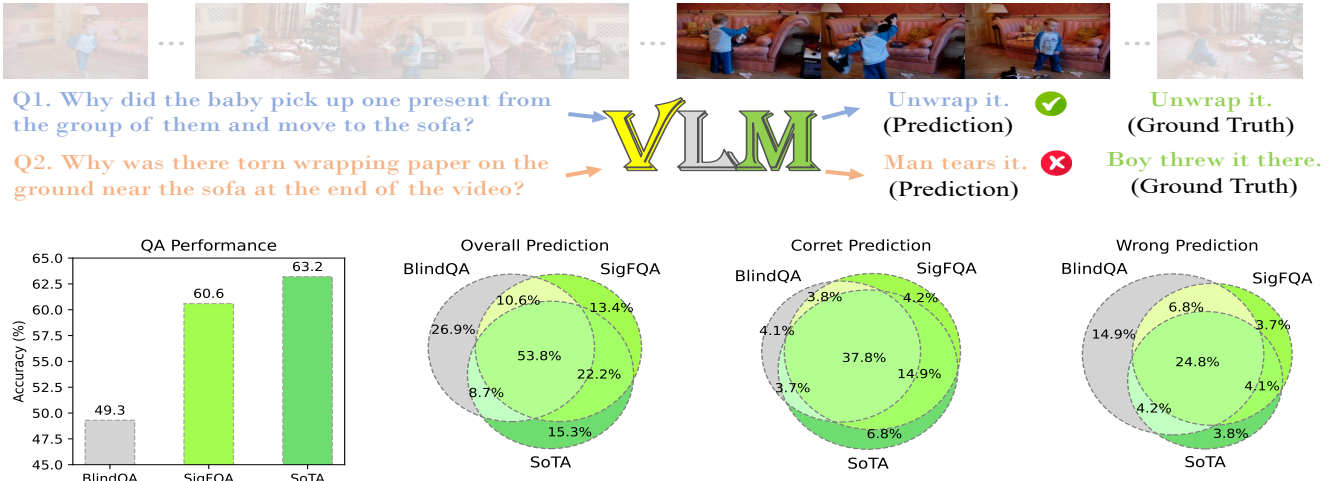 Q1. Why did the baby pick up one present from
the group of them and move to the sofa?
Q2. Why was there torn wrapping paper on the
ground near the sofa at the end of the video?
VLM
Unwrap it.
(Prediction)
Man tears it.
(Prediction)
Unwrap it.
(Ground Truth)
Boy threw it there.
(Ground Truth)
QA Performance
Accuracy (%)
65.0
62.5
60.0
57.5
55.0
52.5
50.0
47.5
45.0
49.3
60.6
63.2
BlindQA
SigFQA
SoTA
Overall Prediction
BlindQA
SigFQA
10.6%
13.4%
26.9%
53.8%
22.2%
8.7%
15.3%
SoTA
Corret Prediction
BlindQA
SigFQA
3.8%
4.2%
4.1%
37.8%
14.9%
3.7%
6.8%
SoTA
Wrong Prediction
BlindQA
SigFQA
6.8%
3.7%
14.9%
24.8%
4.1%
4.2%
3.8%
SoTA